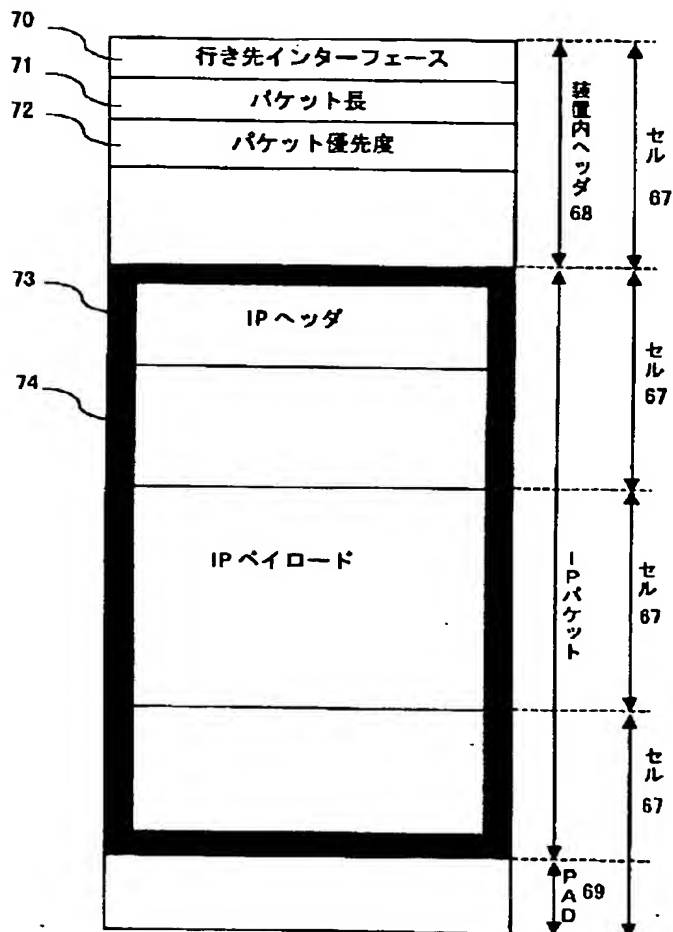 70
行き先インターフェース
71
パケット長
72
パケット優先度
装置内ヘッダ 68
セル 67
73
IPヘッダ
セル 67
74
IPペイロード
IPパケット
セル 67
セル 67
PAD 69